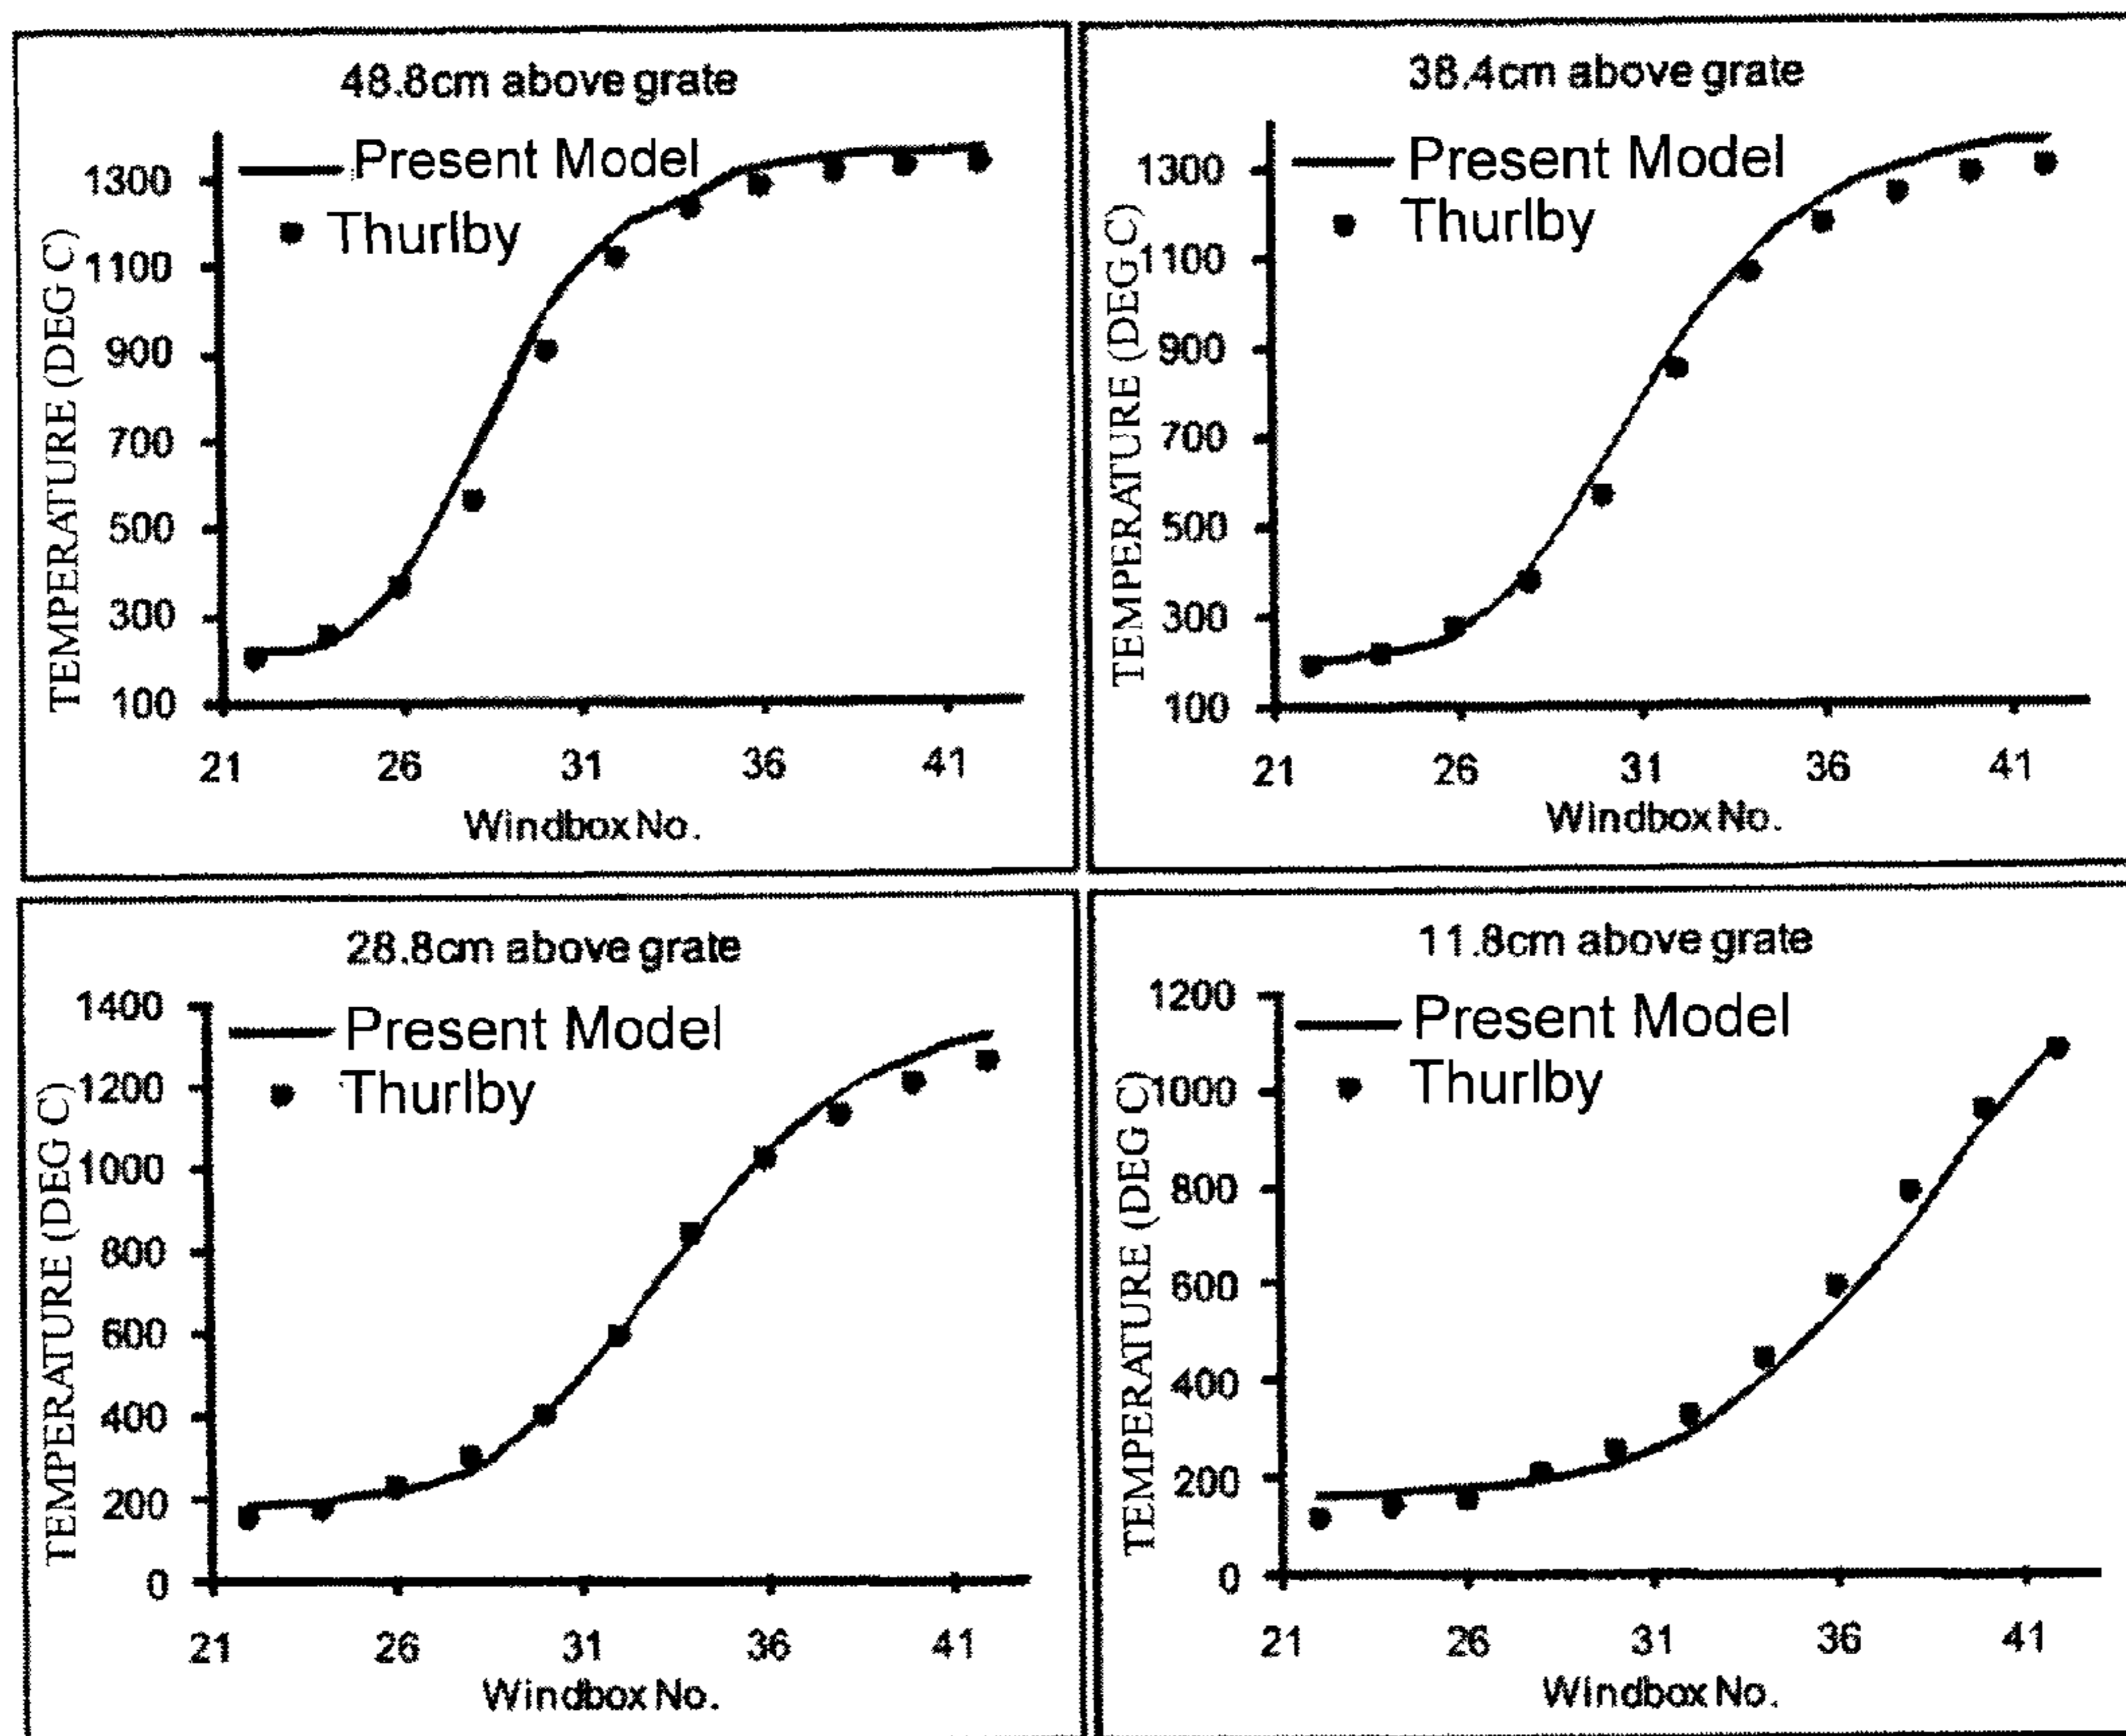 48.8cm above grate
Present Model
Thurlby
TEMPERATURE (DEG C)
1300
1100
900
700
500
300
100
21 26 31 36 41
Windbox No.
38.4cm above grate
Present Model
Thurlby
TEMPERATURE (DEG C)
1300
1100
900
700
500
300
100
21 26 31 36 41
Windbox No.
28.8cm above grate
Present Model
Thurlby
TEMPERATURE (DEG C)
1400
1200
1000
800
600
400
200
0
21 26 31 36 41
Windbox No.
11.8cm above grate
Present Model
Thurlby
TEMPERATURE (DEG C)
1200
1000
800
600
400
200
0
21 26 31 36 41
Windbox No.